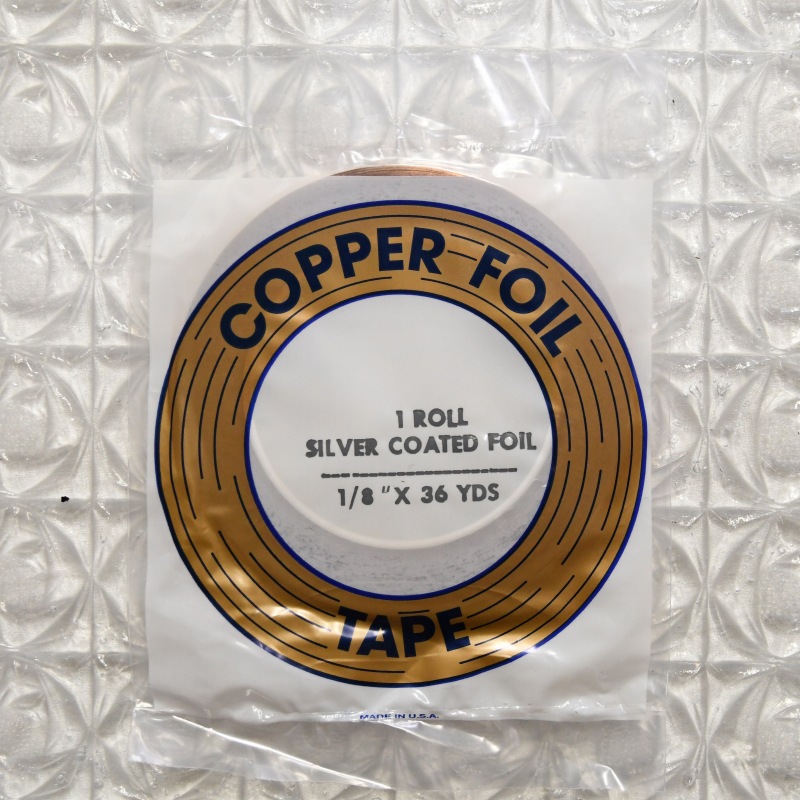 COPPER FOIL
1 ROLL
SILVER COATED FOIL
1/8 "X 36 YDS
TAPE
MADE IN U.S.A.